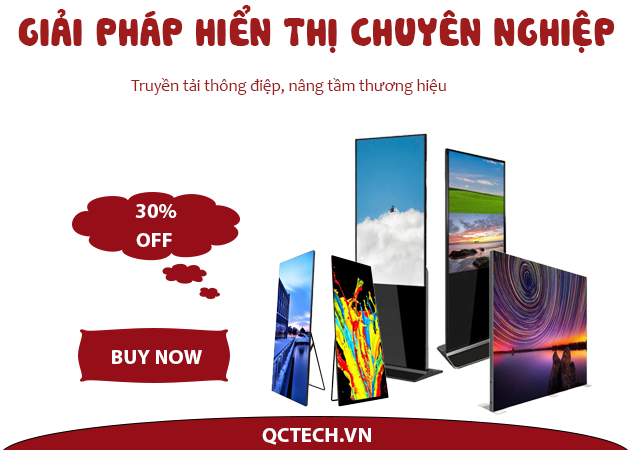 GIẢI PHÁP HIỂN THỊ CHUYÊN NGHIỆP
Truyền tải thông điệp, nâng tầm thương hiệu
30%
OFF
BUY NOW
QCTECH.VN